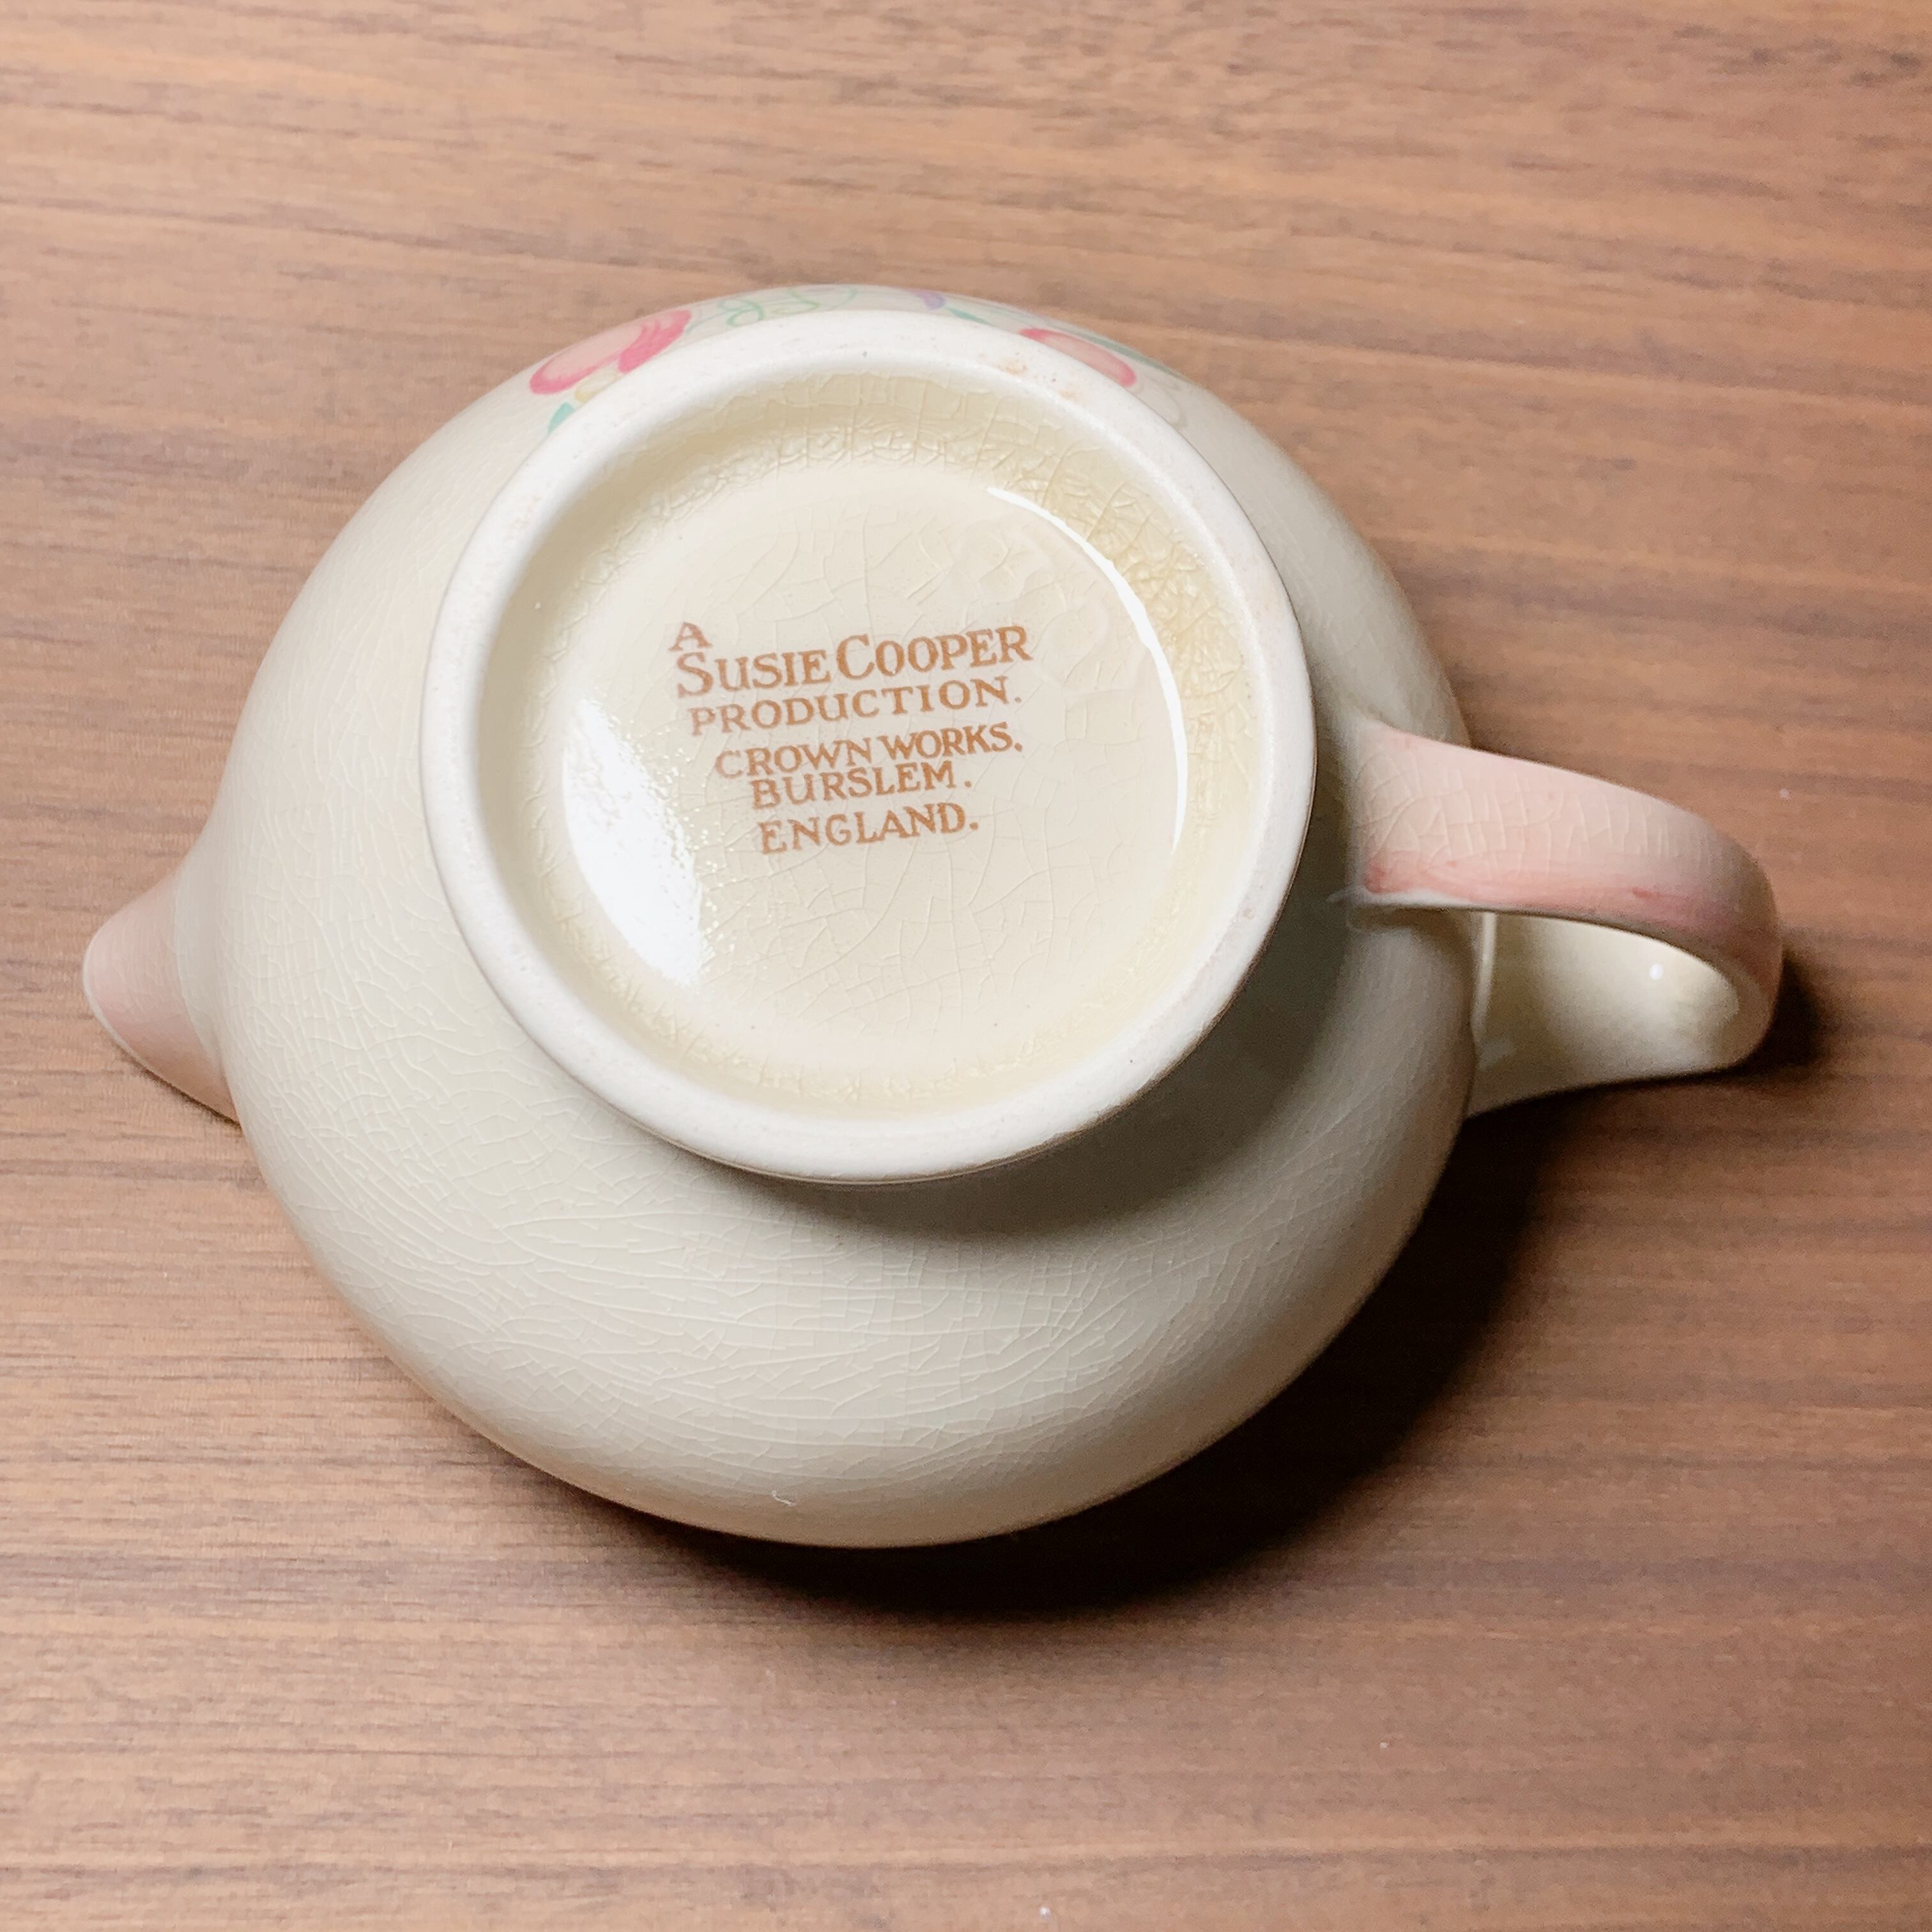 A
SUSIE COOPER
PRODUCTION.
CROWN WORKS.
BURSLEM.
ENGLAND.